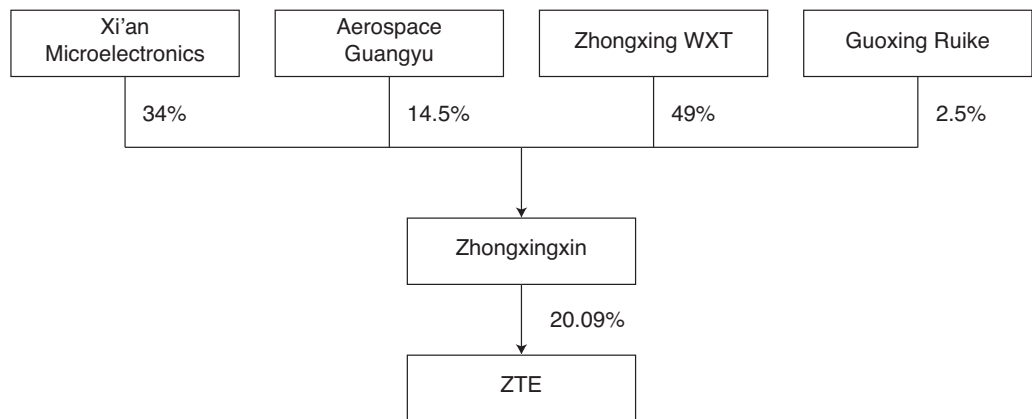 Xi’an
Microelectronics
Aerospace
Guangyu
Zhongxing WXT
Guoxing Ruike
34%
14.5%
49%
2.5%
Zhongxingxin
20.09%
ZTE